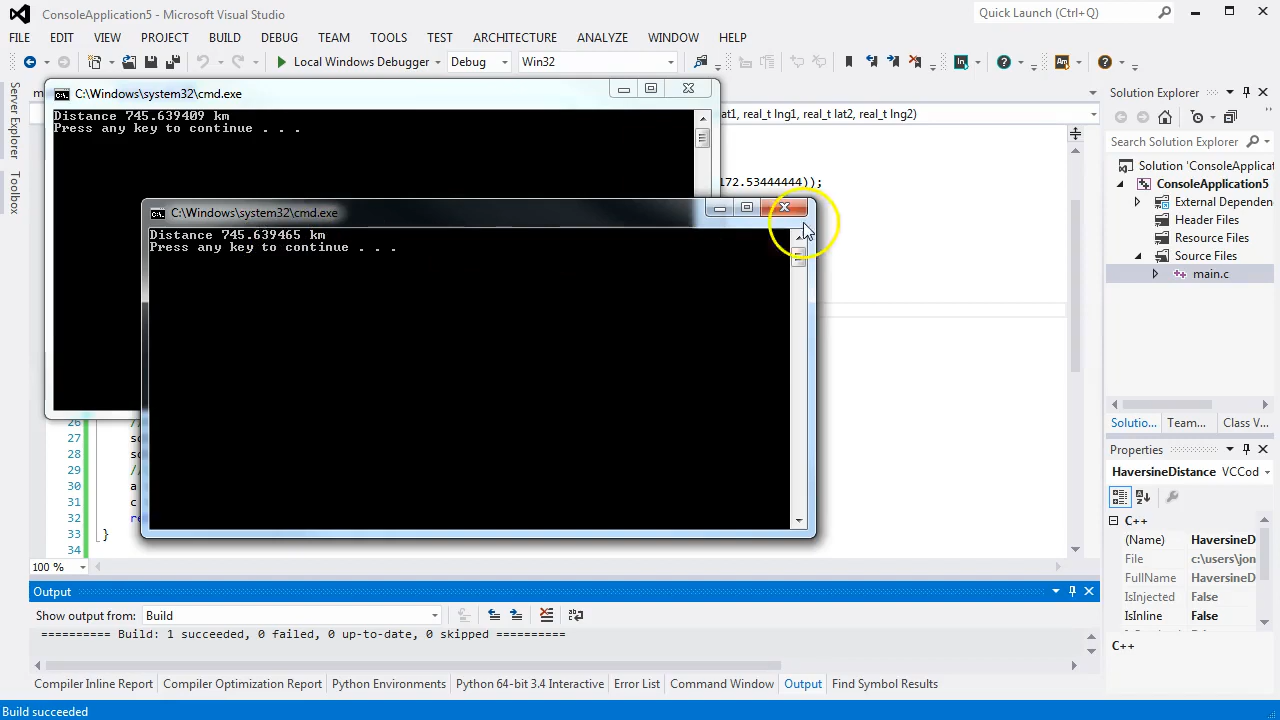 ConsoleApplication5 - Microsoft Visual Studio
Quick Launch (Ctrl+Q)
FILE EDIT VIEW PROJECT BUILD DEBUG TEAM TOOLS TEST ARCHITECTURE ANALYZE WINDOW HELP
Local Windows Debugger Debug Win32
Server Explorer
Toolbox
C:\Windows\system32\cmd.exe
Distance 745.639409 km
Press any key to continue . . .
lat1, real_t lng1, real_t lat2, real_t lng2)
172.53444444));
C:\Windows\system32\cmd.exe
Distance 745.639465 km
Press any key to continue . . .
26 //
27 sd
28 sd
29 //
30 a
31 c
32 re
33 }
34
100 %
Output
Show output from: Build
========== Build: 1 succeeded, 0 failed, 0 up-to-date, 0 skipped ==========
Compiler Inline Report Compiler Optimization Report Python Environments Python 64-bit 3.4 Interactive Error List Command Window Output Find Symbol Results
Build succeeded
Solution Explorer
Search Solution Explorer
Solution 'ConsoleApplication
ConsoleApplication5
External Dependen
Header Files
Resource Files
Source Files
main.c
Solutio... Team... Class V...
Properties
HaversineDistance VCCod
C++
(Name) HaversineD
File c:\users\jon
FullName HaversineD
IsInjected False
IsInline False
C++